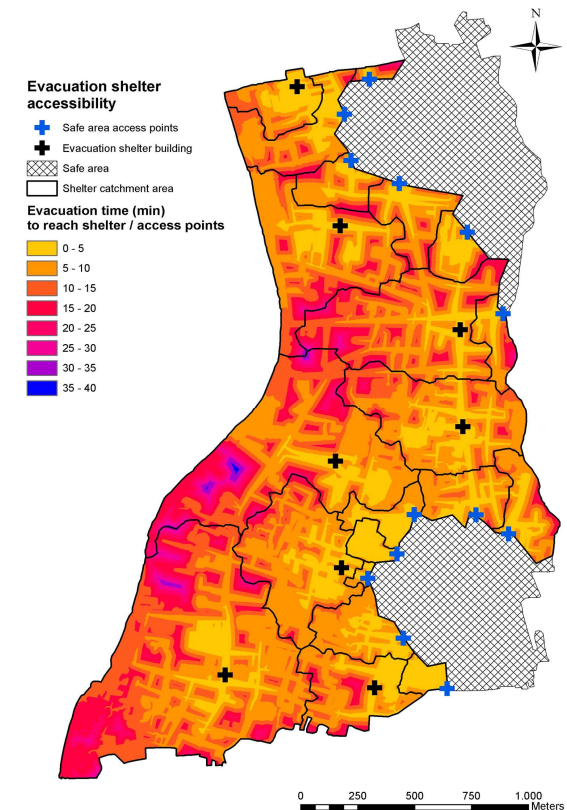 N
Evacuation shelter
accessibility
Safe area access points
Evacuation shelter building
Safe area
Shelter catchment area
Evacuation time (min)
to reach shelter / access points
0 - 5
5 - 10
10 - 15
15 - 20
20 - 25
25 - 30
30 - 35
35 - 40
0 250 500 750 1.000
Meters